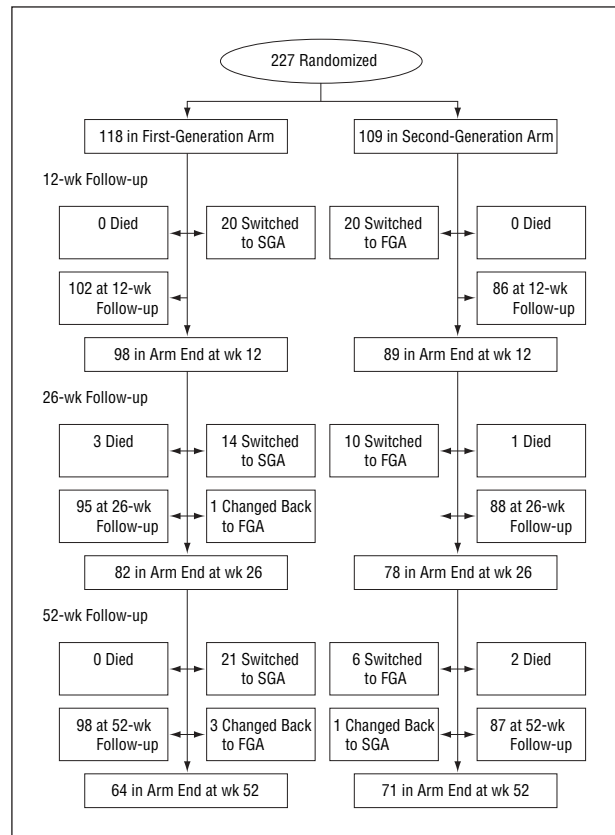 227 Randomized
118 in First-Generation Arm
109 in Second-Generation Arm
12-wk Follow-up
0 Died
20 Switched
to SGA
20 Switched
to FGA
0 Died
102 at 12-wk
Follow-up
86 at 12-wk
Follow-up
98 in Arm End at wk 12
89 in Arm End at wk 12
26-wk Follow-up
3 Died
14 Switched
to SGA
10 Switched
to FGA
1 Died
95 at 26-wk
Follow-up
1 Changed Back
to FGA
88 at 26-wk
Follow-up
82 in Arm End at wk 26
78 in Arm End at wk 26
52-wk Follow-up
0 Died
21 Switched
to SGA
6 Switched
to FGA
2 Died
98 at 52-wk
Follow-up
3 Changed Back
to FGA
1 Changed Back
to SGA
87 at 52-wk
Follow-up
64 in Arm End at wk 52
71 in Arm End at wk 52